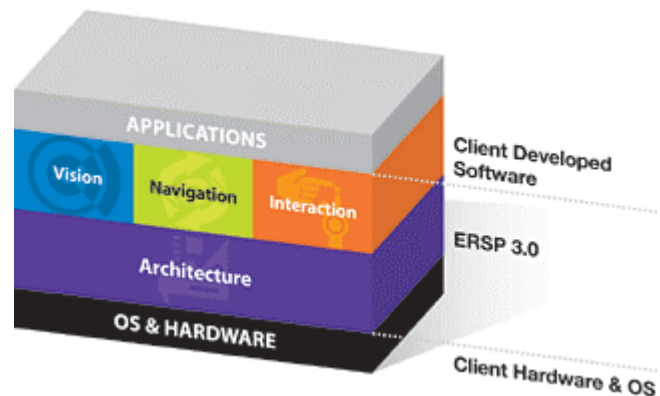 APPLICATIONS
Vision
Navigation
Interaction
Architecture
OS & HARDWARE
Client Developed
Software
ERSP 3.0
Client Hardware & OS